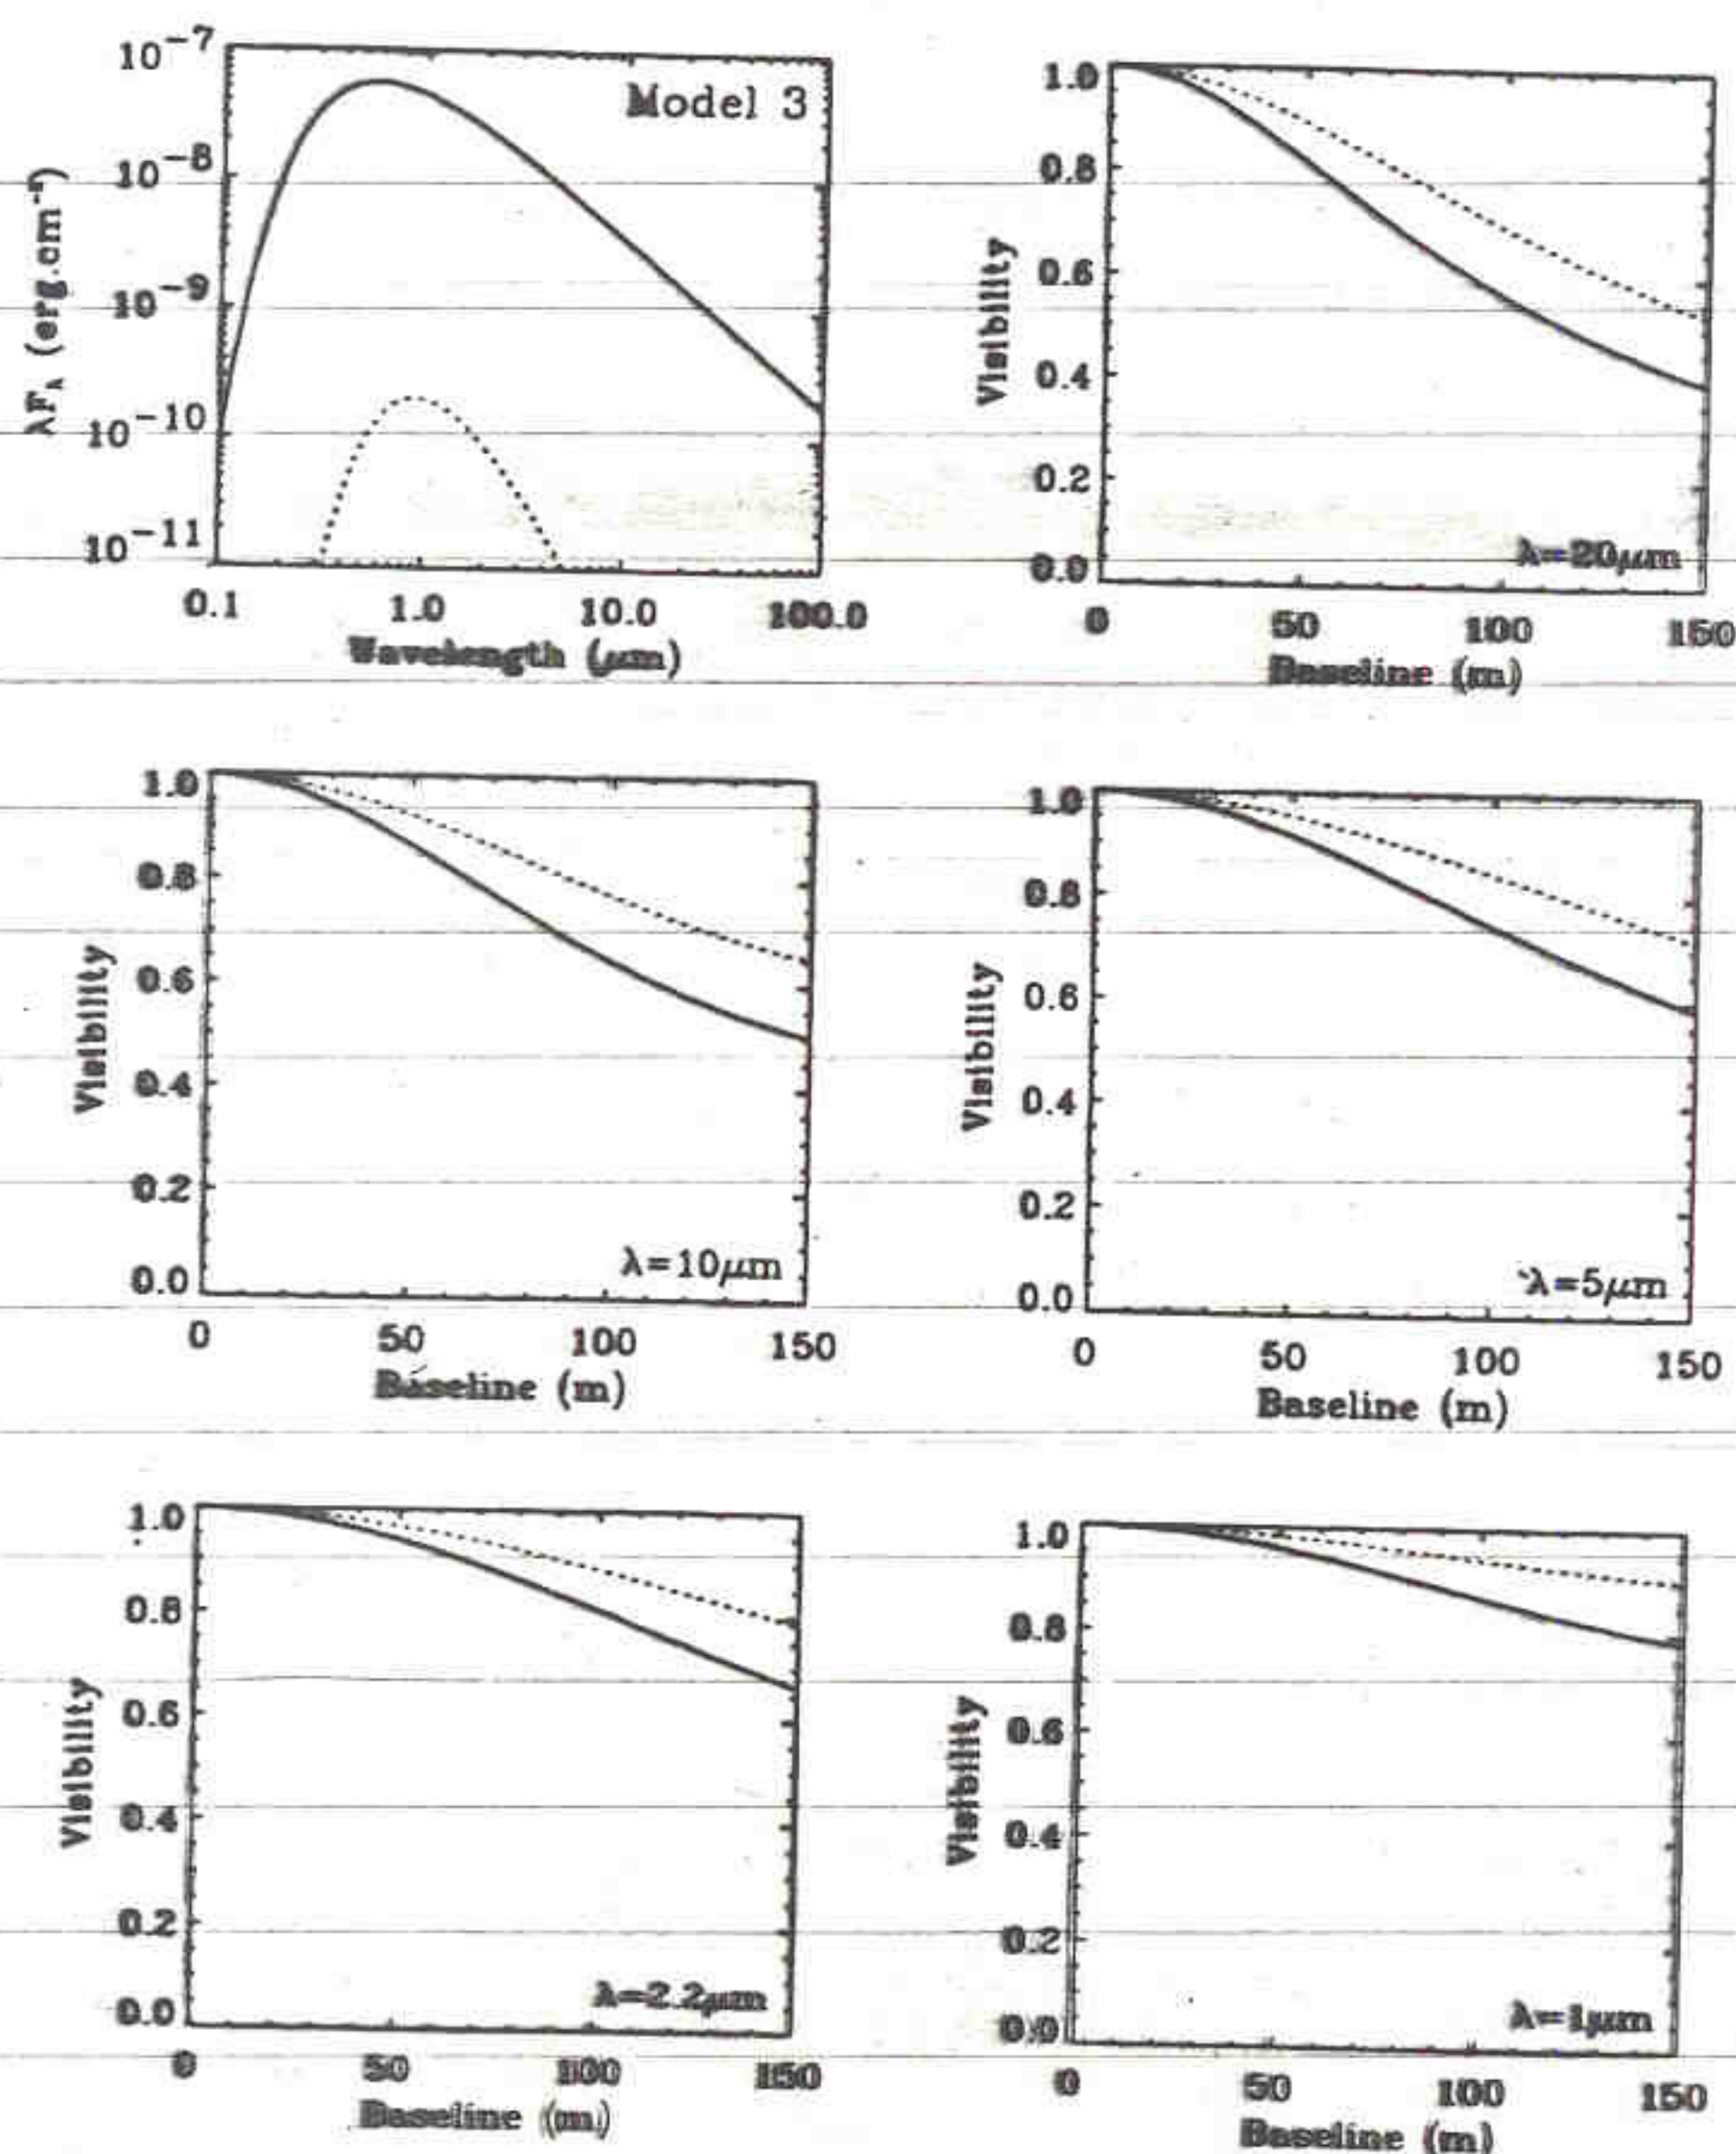 Model 3
10^-7
10^-8
10^-9
10^-10
10^-11
λF_λ (erg.cm^-2)
0.1 1.0 10.0 100.0
Wavelength (μm)
1.0
0.8
0.6
0.4
0.2
0.0
Visibility
λ=20μm
0 50 100 150
Baseline (m)
1.0
0.8
0.6
0.4
0.2
0.0
Visibility
λ=10μm
0 50 100 150
Baseline (m)
1.0
0.8
0.6
0.4
0.2
0.0
Visibility
λ=5μm
0 50 100 150
Baseline (m)
1.0
0.8
0.6
0.4
0.2
0.0
Visibility
λ=2.2μm
0 50 100 150
Baseline (m)
1.0
0.8
0.6
0.4
0.2
0.0
Visibility
λ=1μm
0 50 100 150
Baseline (m)